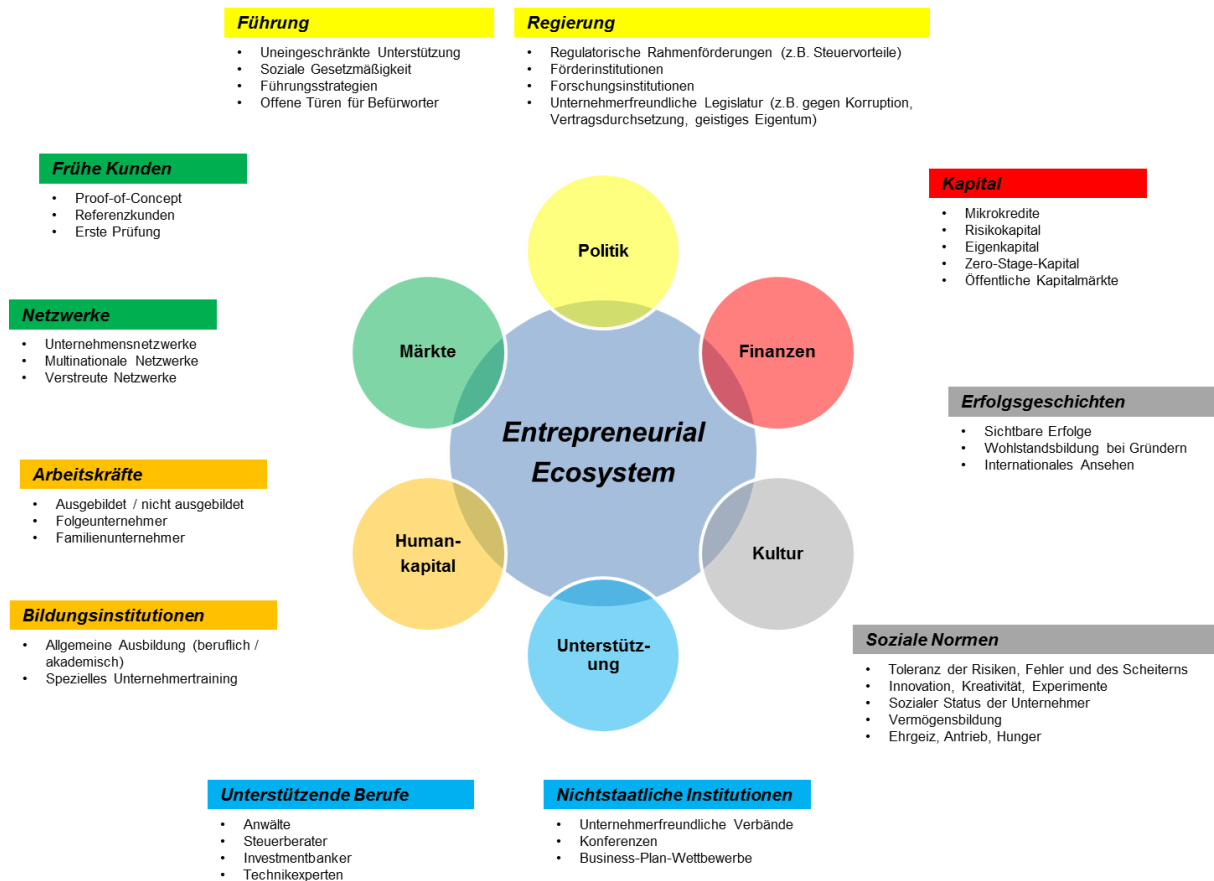 Führung
• Uneingeschränkte Unterstützung
• Soziale Gesetzmäßigkeit
• Führungsstrategien
• Offene Türen für Befürworter
Regierung
• Regulatorische Rahmenförderungen (z.B. Steuervorteile)
• Förderinstitutionen
• Forschungsinstitutionen
• Unternehmerfreundliche Legislatur (z.B. gegen Korruption,
Vertragsdurchsetzung, geistiges Eigentum)
Frühe Kunden
• Proof-of-Concept
• Referenzkunden
• Erste Prüfung
Kapital
• Mikrokredite
• Risikokapital
• Eigenkapital
• Zero-Stage-Kapital
• Öffentliche Kapitalmärkte
Netzwerke
• Unternehmensnetzwerke
• Multinationale Netzwerke
• Verstreute Netzwerke
Politik
Märkte
Finanzen
Entrepreneurial
Ecosystem
Human-
kapital
Kultur
Unterstütz-
ung
Erfolgsgeschichten
• Sichtbare Erfolge
• Wohlstandsbildung bei Gründern
• Internationales Ansehen
Arbeitskräfte
• Ausgebildet / nicht ausgebildet
• Folgeunternehmer
• Familienunternehmer
Bildungsinstitutionen
• Allgemeine Ausbildung (beruflich /
akademisch)
• Spezielles Unternehmertraining
Soziale Normen
• Toleranz der Risiken, Fehler und des Scheiterns
• Innovation, Kreativität, Experimente
• Sozialer Status der Unternehmer
• Vermögensbildung
• Ehrgeiz, Antrieb, Hunger
Unterstützende Berufe
• Anwälte
• Steuerberater
• Investmentbanker
• Technikexperten
Nichtstaatliche Institutionen
• Unternehmerfreundliche Verbände
• Konferenzen
• Business-Plan-Wettbewerbe